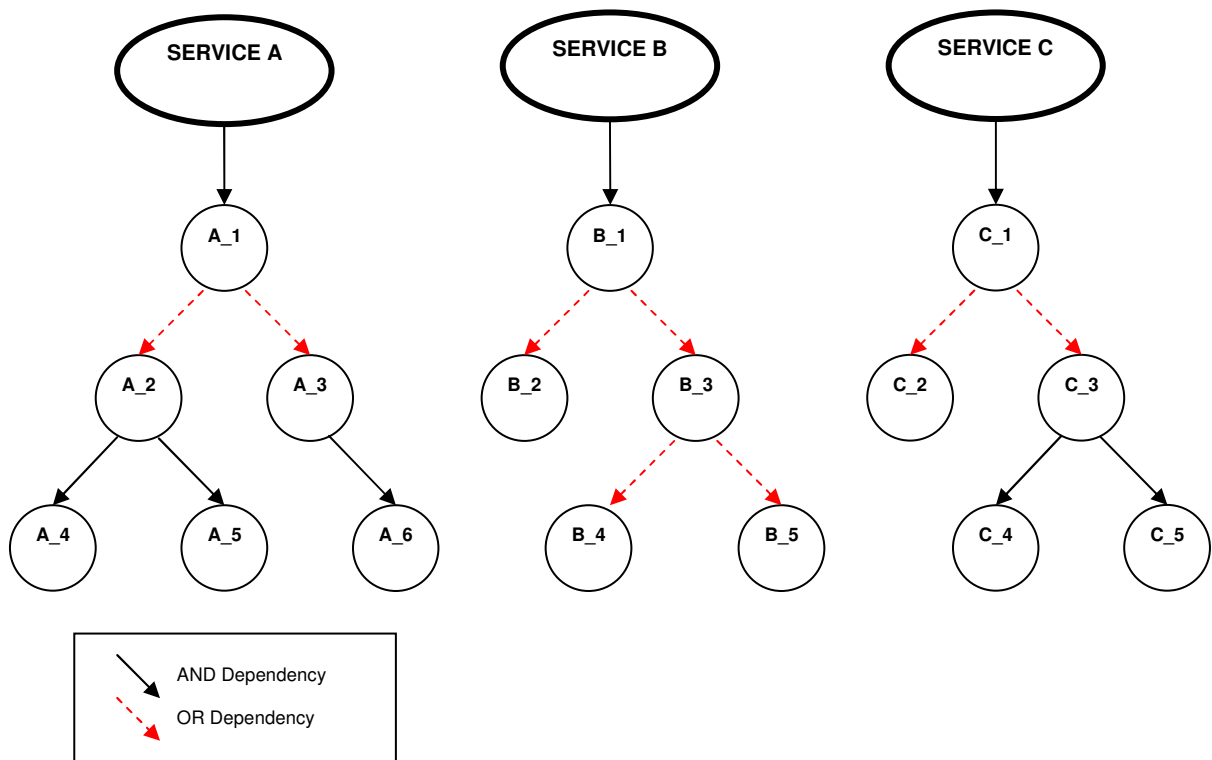 SERVICE A
SERVICE B
SERVICE C
A_1
B_1
C_1
A_2
A_3
B_2
B_3
C_2
C_3
A_4
A_5
A_6
B_4
B_5
C_4
C_5
AND Dependency
OR Dependency